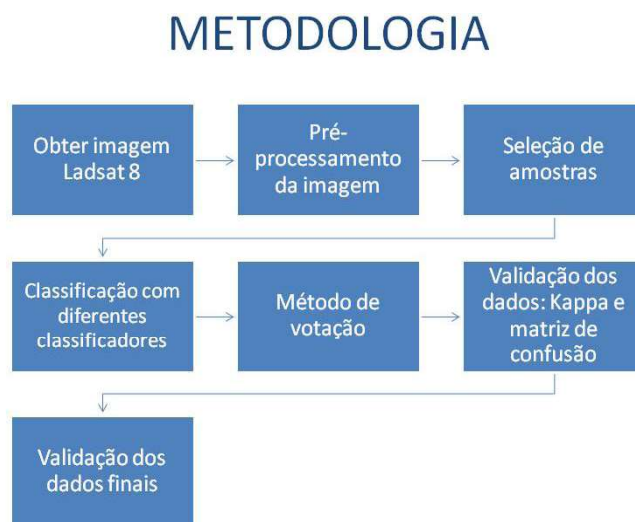 METODOLOGIA
Obter imagem
Ladsat 8
Pré-
processamento
da imagem
Seleção de
amostras
Classificação com
diferentes
classificadores
Método de
votação
Validação dos
dados: Kappa e
matriz de
confusão
Validação dos
dados finais